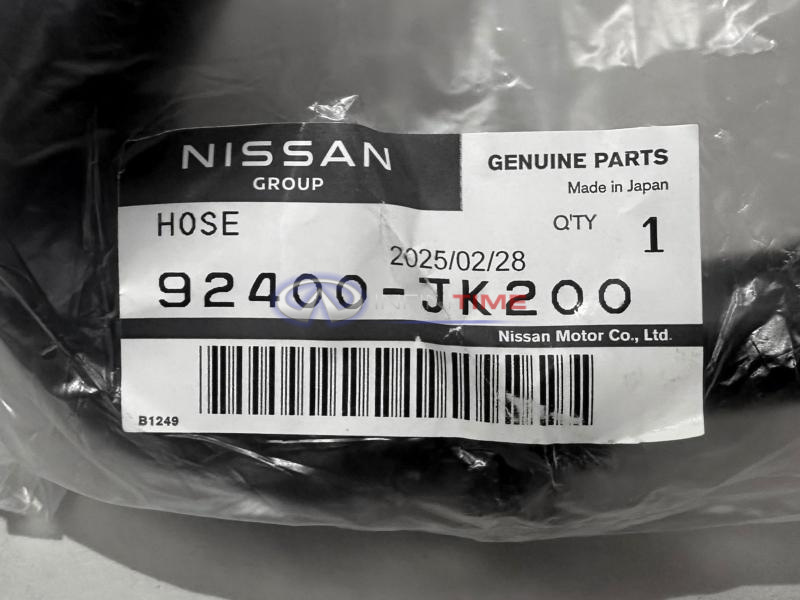 NISSAN
GROUP
GENUINE PARTS
Made in Japan
HOSE
Q'TY 1
2025/02/28
92400-JK200
Nissan Motor Co., Ltd.
B1249